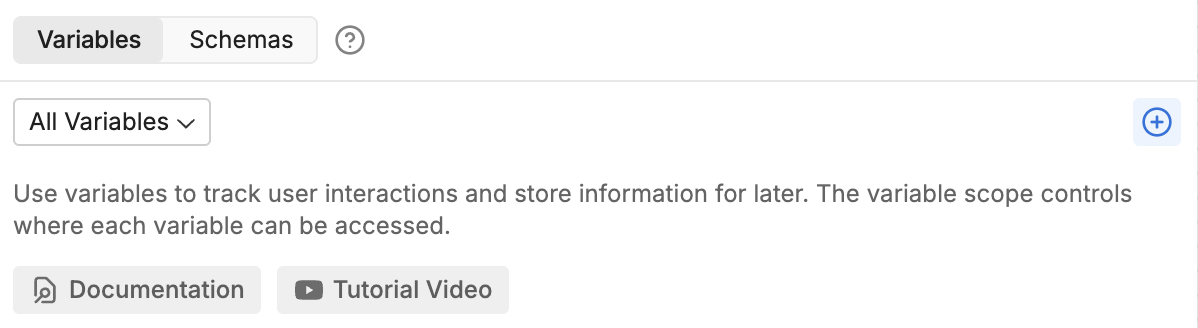 Variables Schemas ?
All Variables
Use variables to track user interactions and store information for later. The variable scope controls
where each variable can be accessed.
Documentation Tutorial Video